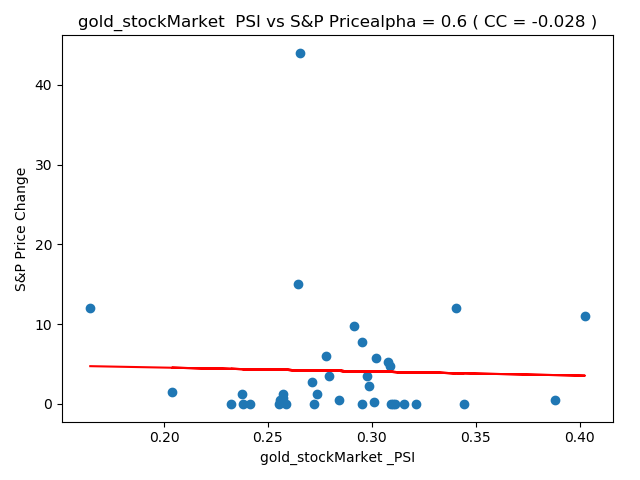 gold_stockMarket  PSI vs S&P Pricealpha = 0.6 ( CC = -0.028 )
40
30
20
10
0
S&P Price Change
0.20 0.25 0.30 0.35 0.40
gold_stockMarket _PSI